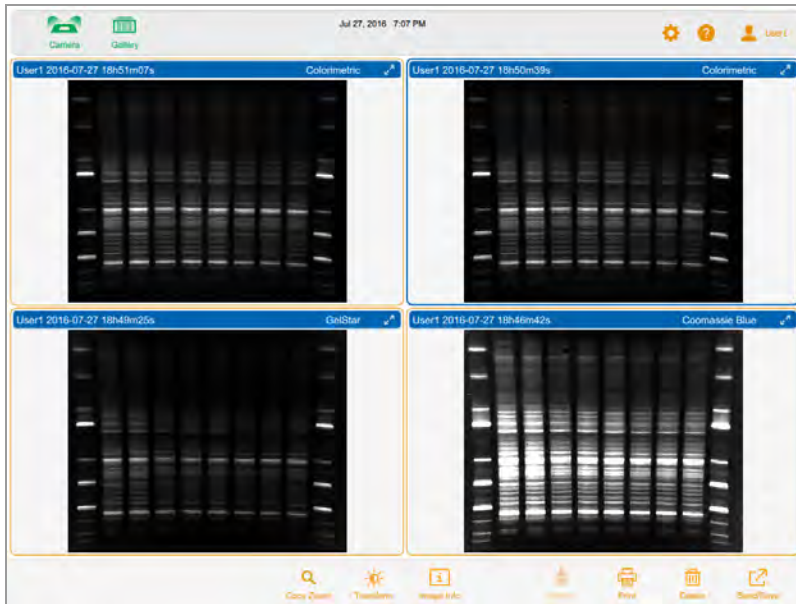 Jul 27, 2016 7:07 PM
Camera
Gallery
User1
User1 2016-07-27 18h51m07s
Colorimetric
User1 2016-07-27 18h50m39s
Colorimetric
User1 2016-07-27 18h49m25s
GelStar
User1 2016-07-27 18h46m42s
Coomassie Blue
Copy Zoom
Transform
Image Info
Print
Delete
Send/Save